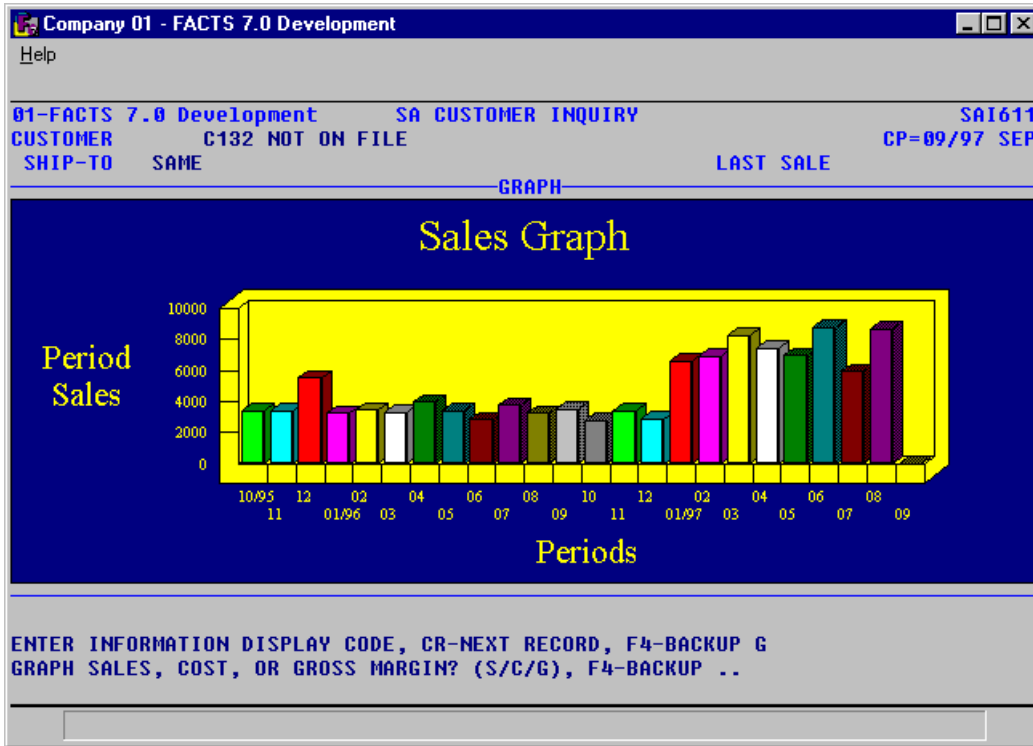 Company 01 - FACTS 7.0 Development
Help
01-FACTS 7.0 Development SA CUSTOMER INQUIRY SAI611
CUSTOMER C132 NOT ON FILE CP=09/97 SEP
SHIP-TO SAME LAST SALE
GRAPH
Sales Graph
Period
Sales
10000
8000
6000
4000
2000
0
10/95 12 02 04 06 08 10 12 02 04 06 08
11 01/96 03 05 07 09 11 01/97 03 05 07 09
Periods
ENTER INFORMATION DISPLAY CODE, CR-NEXT RECORD, F4-BACKUP G
GRAPH SALES, COST, OR GROSS MARGIN? (S/C/G), F4-BACKUP ..